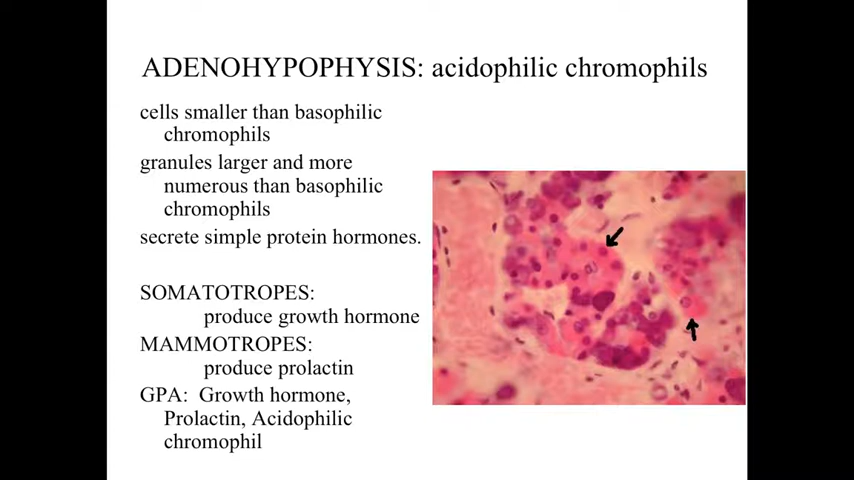 ADENOHYPOPHYSIS: acidophilic chromophils
cells smaller than basophilic
chromophils
granules larger and more
numerous than basophilic
chromophils
secrete simple protein hormones.
SOMATOTROPES:
produce growth hormone
MAMMOTROPES:
produce prolactin
GPA: Growth hormone,
Prolactin, Acidophilic
chromophil